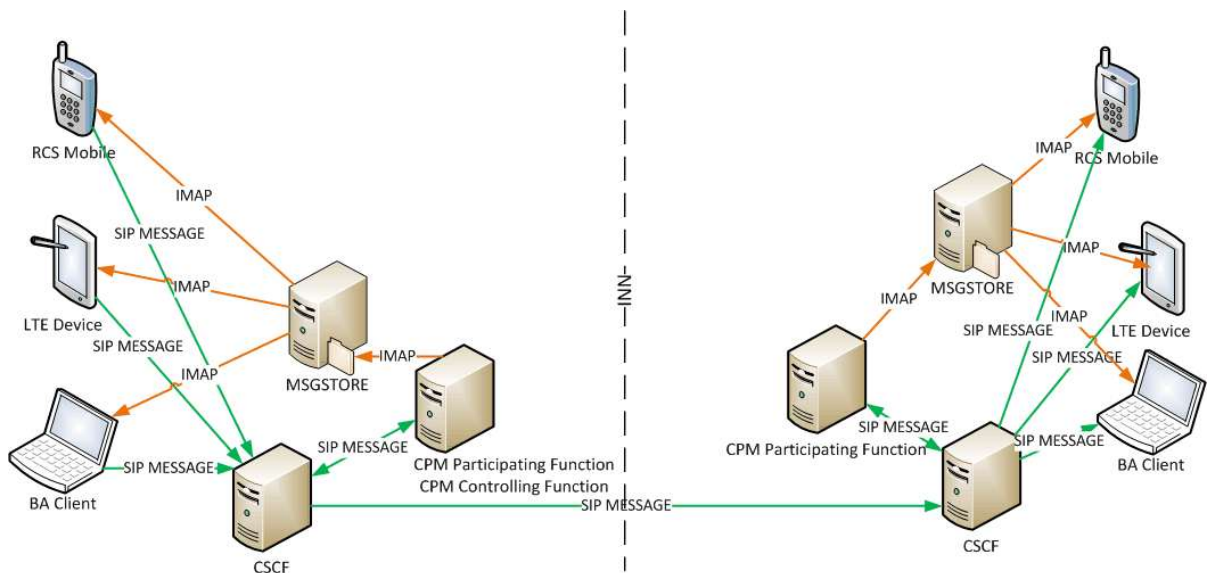 RCS Mobile
IMAP
SIP MESSAGE
IMAP
LTE Device
SIP MESSAGE
IMAP
MSGSTORE
IMAP
SIP MESSAGE
SIP MESSAGE
BA Client
CPM Participating Function
CPM Controlling Function
CSCF
NNI
SIP MESSAGE
RCS Mobile
IMAP
IMAP
MSGSTORE
IMAP
IMAP
LTE Device
SIP MESSAGE
SIP MESSAGE
SIP MESSAGE
SIP MESSAGE
CPM Participating Function
BA Client
CSCF